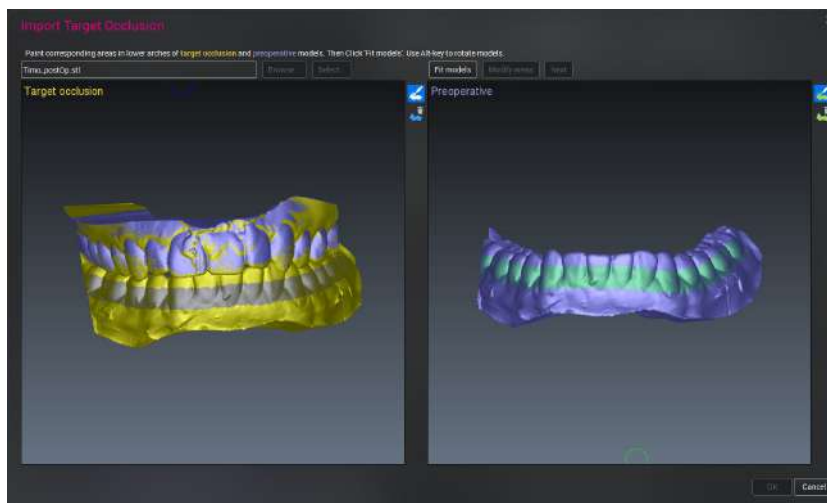 Import Target Occlusion
Paint corresponding areas in lower arches of target occlusion and preoperative models. Then Click 'Fit models'. Use Alt-key to rotate models.
Timo_postOp.stl Browse Select Fit models Modify areas Next
Target occlusion Preoperative
OK Cancel